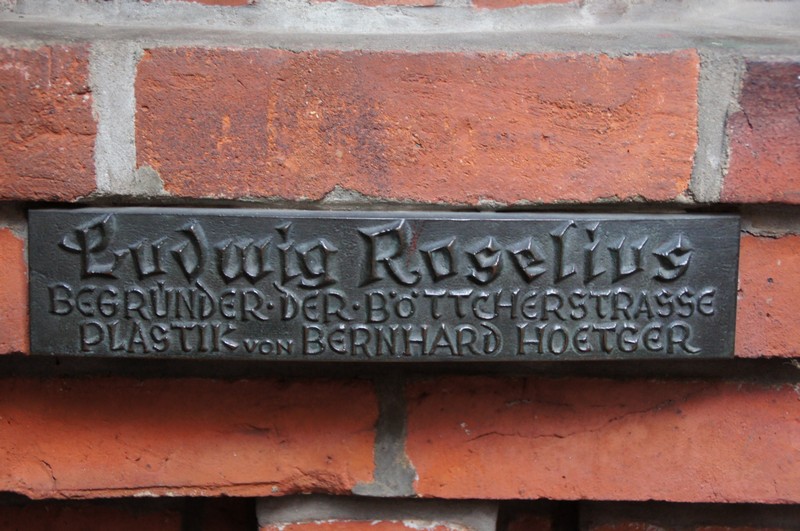 Ludwig Roselius
BEGRÜNDER·DER·BÖTTCHERSTRASSE
PLASTIK VON BERNHARD HOETGER